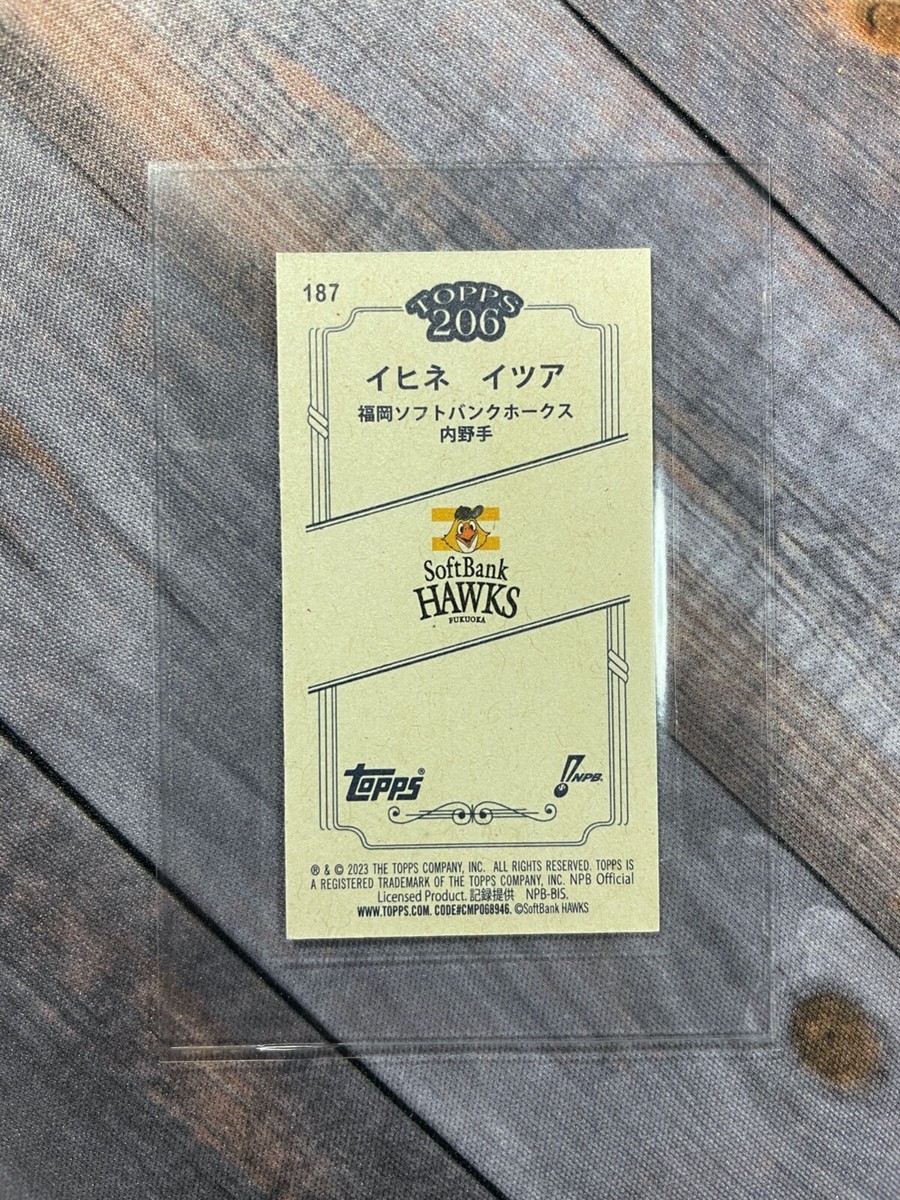 187
TOPPS
206
イヒネ　イツア
福岡ソフトバンクホークス
内野手
SoftBank
HAWKS
FUKUOKA
topps®
NPB.
® & © 2023 THE TOPPS COMPANY, INC. ALL RIGHTS RESERVED. TOPPS IS
A REGISTERED TRADEMARK OF THE TOPPS COMPANY, INC. NPB Official
Licensed Product. 記録提供 NPB-BIS.
WWW.TOPPS.COM. CODE#CMP068946. ©SoftBank HAWKS